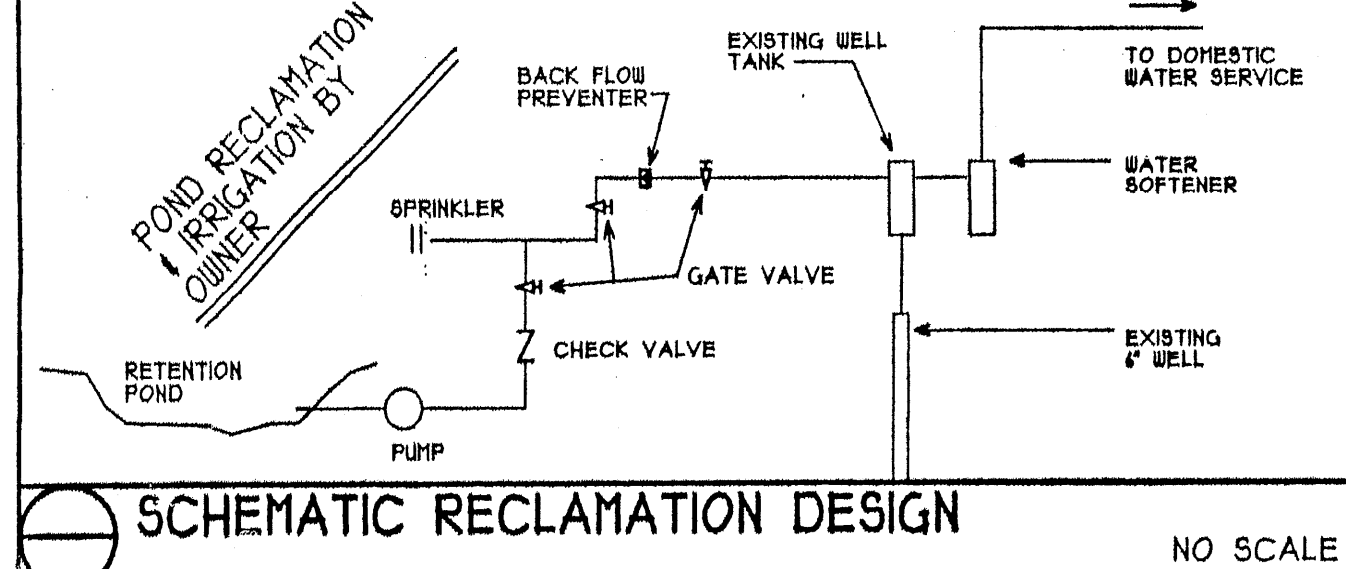 POND RECLAMATION
& IRRIGATION BY
OWNER
BACK FLOW
PREVENTER
EXISTING WELL
TANK
TO DOMESTIC
WATER SERVICE
WATER
SOFTENER
SPRINKLER
GATE VALVE
CHECK VALVE
EXISTING
6" WELL
RETENTION
POND
PUMP
SCHEMATIC RECLAMATION DESIGN
NO SCALE